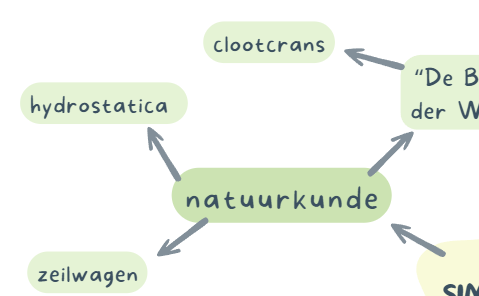 clootcrans
"De B
der W
hydrostatica
natuurkunde
zeilwagen
SIM